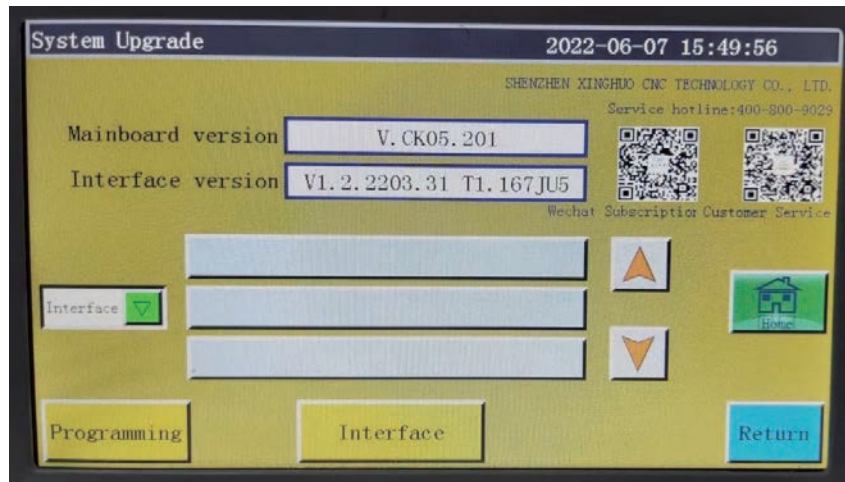 System Upgrade
2022-06-07 15:49:56
SHENZHEN XINGHUO CNC TECHNOLOGY CO., LTD.
Service hotline:400-800-9029
Mainboard version
V.CK05.201
Interface version
V1.2.2203.31 T1.167JU5
Wechat Subscription
Customer Service
Interface
Home
Programming
Interface
Return